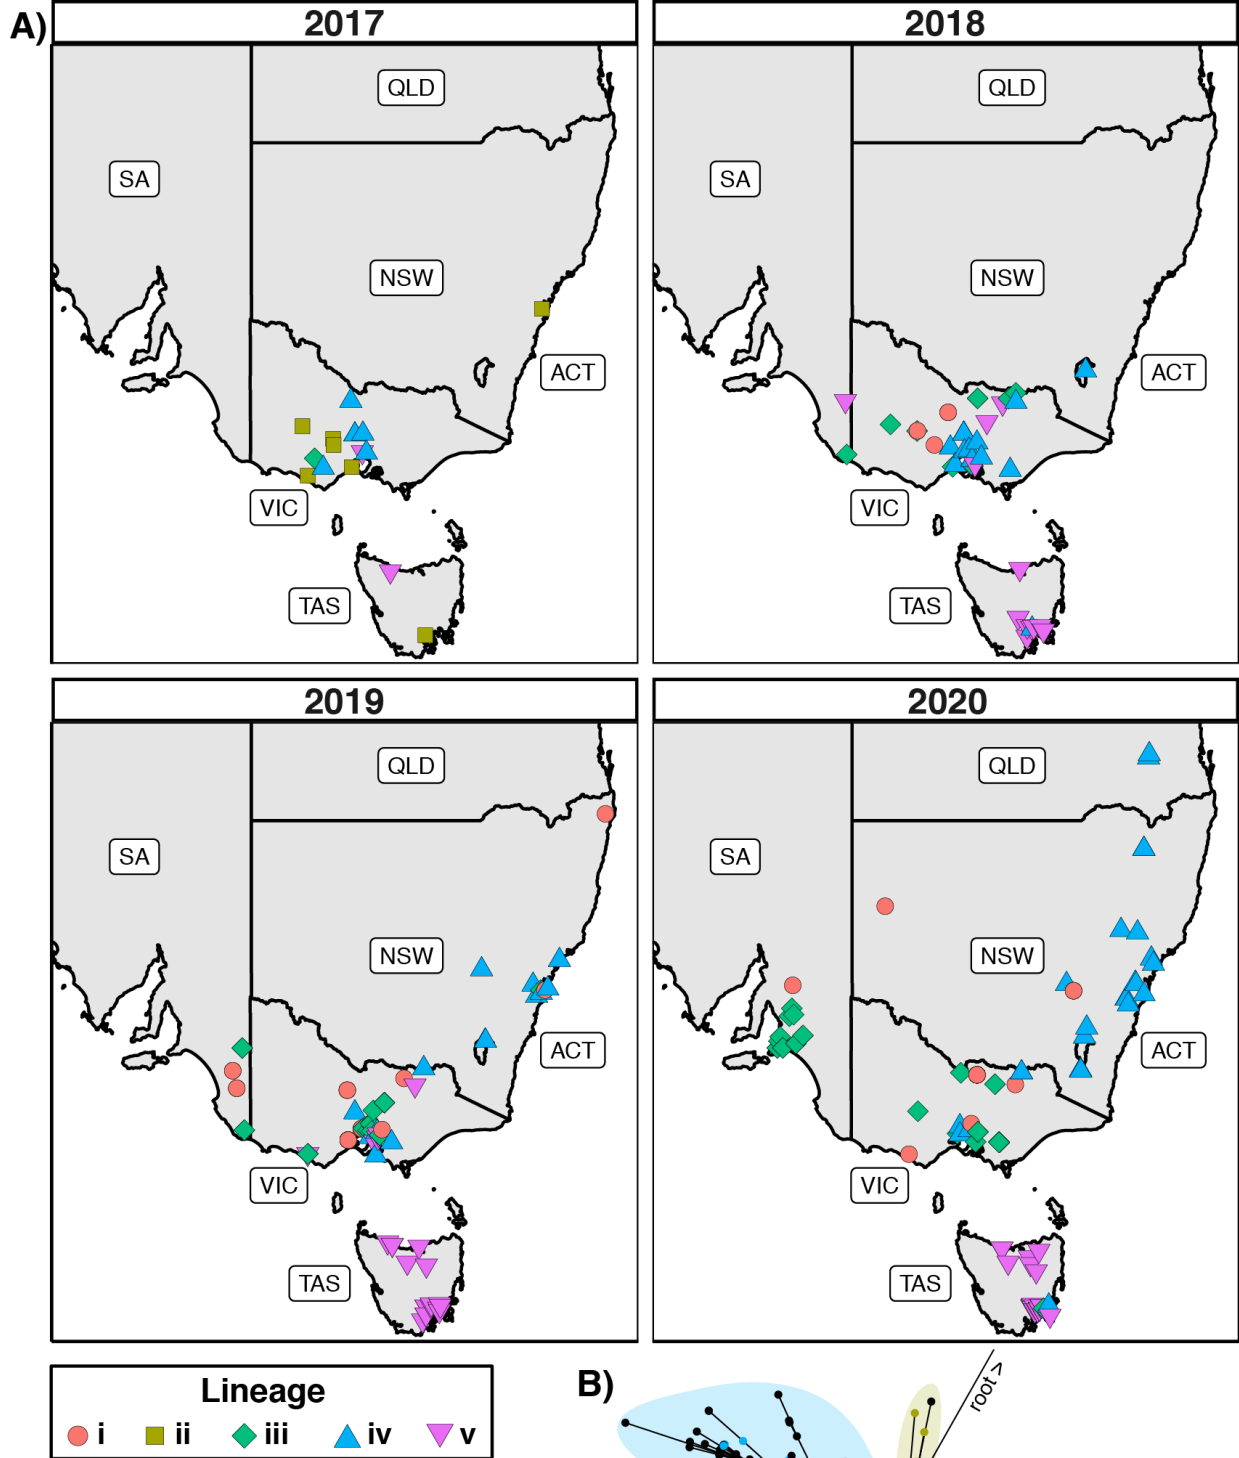 A)
2017
2018
QLD
SA
NSW
ACT
VIC
TAS
QLD
SA
NSW
ACT
VIC
TAS
2019
2020
QLD
SA
NSW
ACT
VIC
TAS
QLD
SA
NSW
ACT
VIC
TAS
Lineage
i ii iii iv v
B)
root >